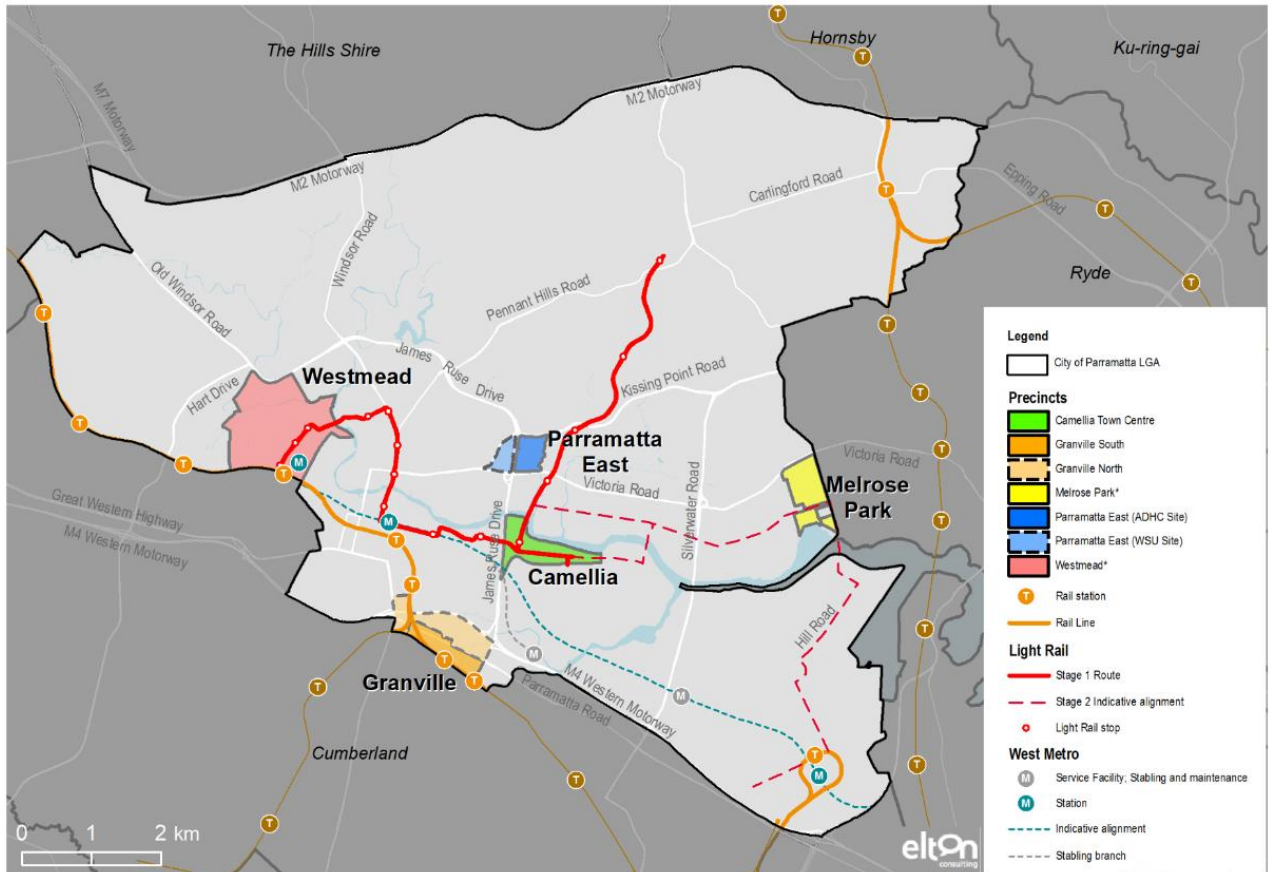 The Hills Shire
Hornsby
Ku-ring-gai
M7 Motorway
M2 Motorway
M2 Motorway
Carlingford Road
Epping Road
Ryde
Windsor Road
Old Windsor Road
Pennant Hills Road
James Ruse Drive
Kissing Point Road
Hart Drive
Westmead
Parramatta
East
Victoria Road
Victoria Road
Melrose
Park
Great Western Highway
M4 Western Motorway
James Ruse Drive
Silverwater Road
Camellia
Hill Road
Granville
M4 Western Motorway
Parramatta Road
Cumberland
0 1 2 km
elton
consulting
Legend
City of Parramatta LGA
Precincts
Camellia Town Centre
Granville South
Granville North
Melrose Park*
Parramatta East (ADHC Site)
Parramatta East (WSU Site)
Westmead*
T Rail station
Rail Line
Light Rail
Stage 1 Route
Stage 2 Indicative alignment
Light Rail stop
West Metro
M Service Facility; Stabling and maintenance
M Station
Indicative alignment
Stabling branch